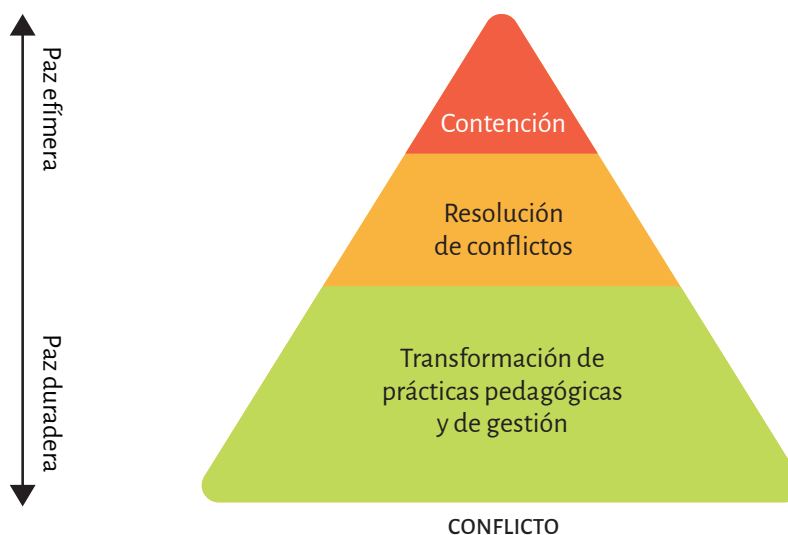 Paz efímera
Paz duradera
Contención
Resolución
de conflictos
Transformación de
prácticas pedagógicas
y de gestión
CONFLICTO